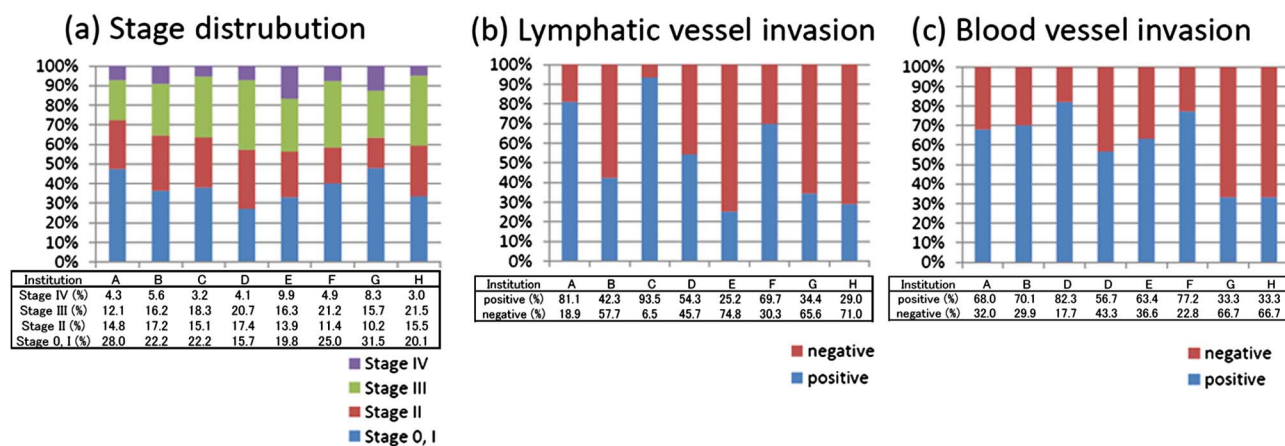 (a) Stage distrubution
100%
90%
80%
70%
60%
50%
40%
30%
20%
10%
0%
Institution A B C D E F G H
Stage IV (%) 4.3 5.6 3.2 4.1 9.9 4.9 8.3 3.0
Stage III (%) 12.1 16.2 18.3 20.7 16.3 21.2 15.7 21.5
Stage II (%) 14.8 17.2 15.1 17.4 13.9 11.4 10.2 15.5
Stage 0, I (%) 28.0 22.2 22.2 15.7 19.8 25.0 31.5 20.1
Stage IV
Stage III
Stage II
Stage 0, I
(b) Lymphatic vessel invasion
100%
90%
80%
70%
60%
50%
40%
30%
20%
10%
0%
Institution A B C D E F G H
positive (%) 81.1 42.3 93.5 54.3 25.2 69.7 34.4 29.0
negative (%) 18.9 57.7 6.5 45.7 74.8 30.3 65.6 71.0
negative
positive
(c) Blood vessel invasion
100%
90%
80%
70%
60%
50%
40%
30%
20%
10%
0%
Institution A B D D E F G H
positive (%) 68.0 70.1 82.3 56.7 63.4 77.2 33.3 33.3
negative (%) 32.0 29.9 17.7 43.3 36.6 22.8 66.7 66.7
negative
positive